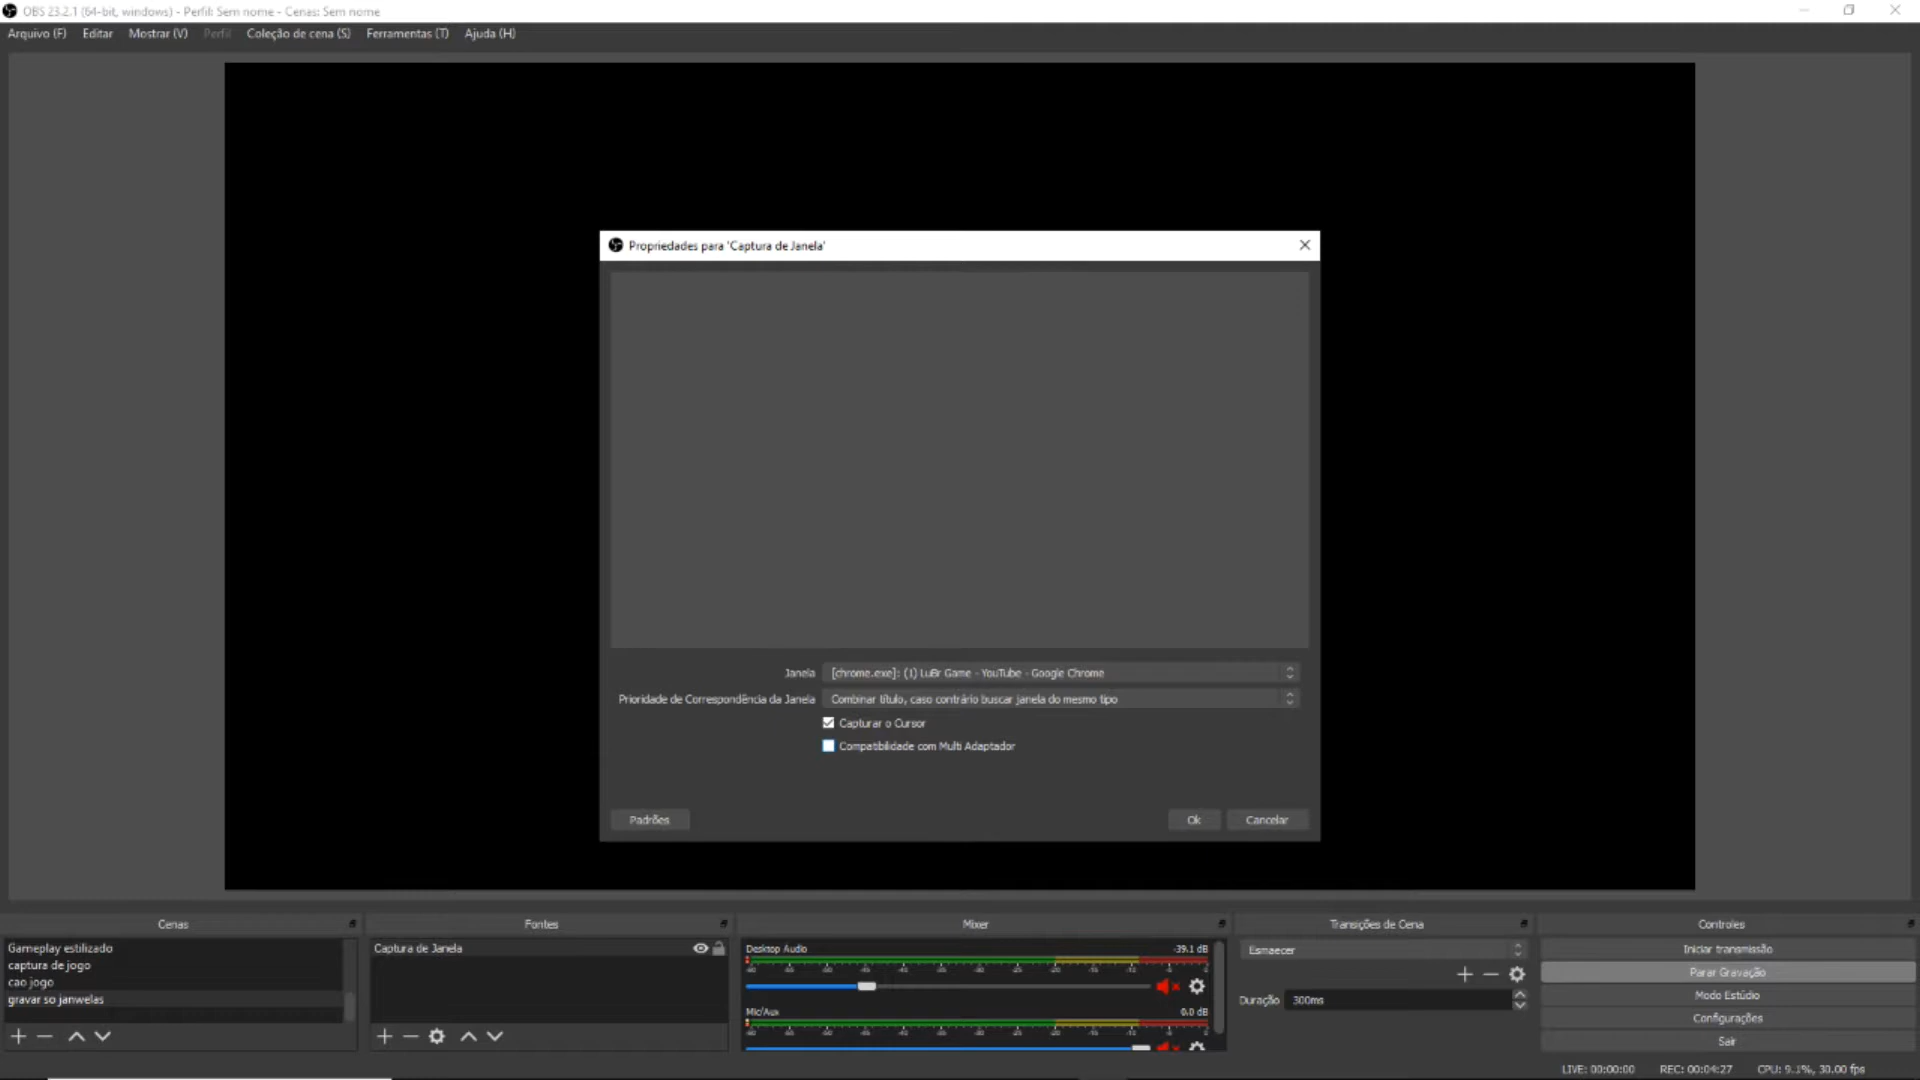 OBS 23.2.1 (64-bit, windows) - Perfil: Sem nome - Cenas: Sem nome
Arquivo (F) Editar Mostrar (V) Perfil Coleção de cena (S) Ferramentas (T) Ajuda (H)
Propriedades para 'Captura de Janela'
Janela [chrome.exe]: (1) LuBr Game - YouTube - Google Chrome
Prioridade de Correspondência da Janela Combinar título, caso contrário buscar janela do mesmo tipo
Capturar o Cursor
Compatibilidade com Multi Adaptador
Padrões Ok Cancelar
Cenas
Gameplay estilizado
captura de jogo
cao jogo
gravar so janwelas
Fontes
Captura de Janela
Mixer
Desktop Audio -39.1 dB
Mic/Aux 0.0 dB
Transições de Cena
Esmaecer
Duração 300ms
Controles
Iniciar transmissão
Parar Gravação
Modo Estúdio
Configurações
Sair
LIVE: 00:00:00 REC: 00:04:27 CPU: 9.1%, 30.00 fps